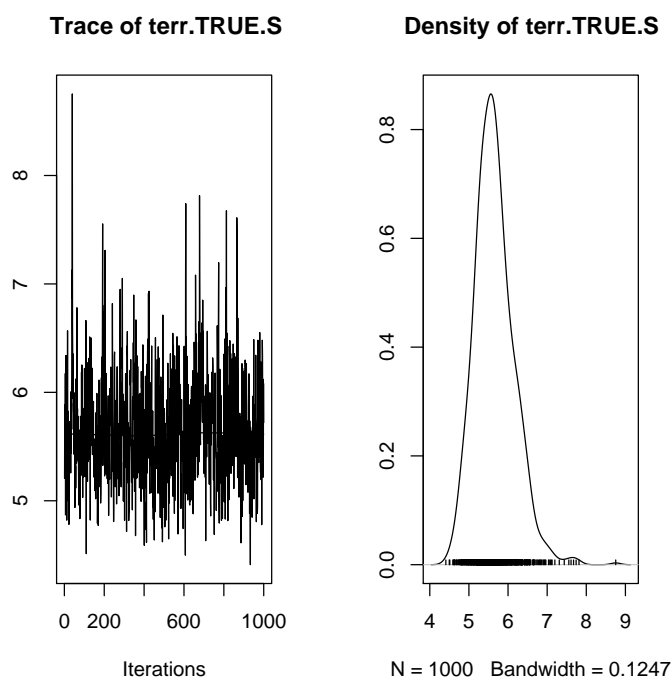 Trace of terr.TRUE.S
8
7
6
5
0 200 600 1000
Iterations
Density of terr.TRUE.S
0.8
0.6
0.4
0.2
0.0
4 5 6 7 8 9
N = 1000 Bandwidth = 0.1247